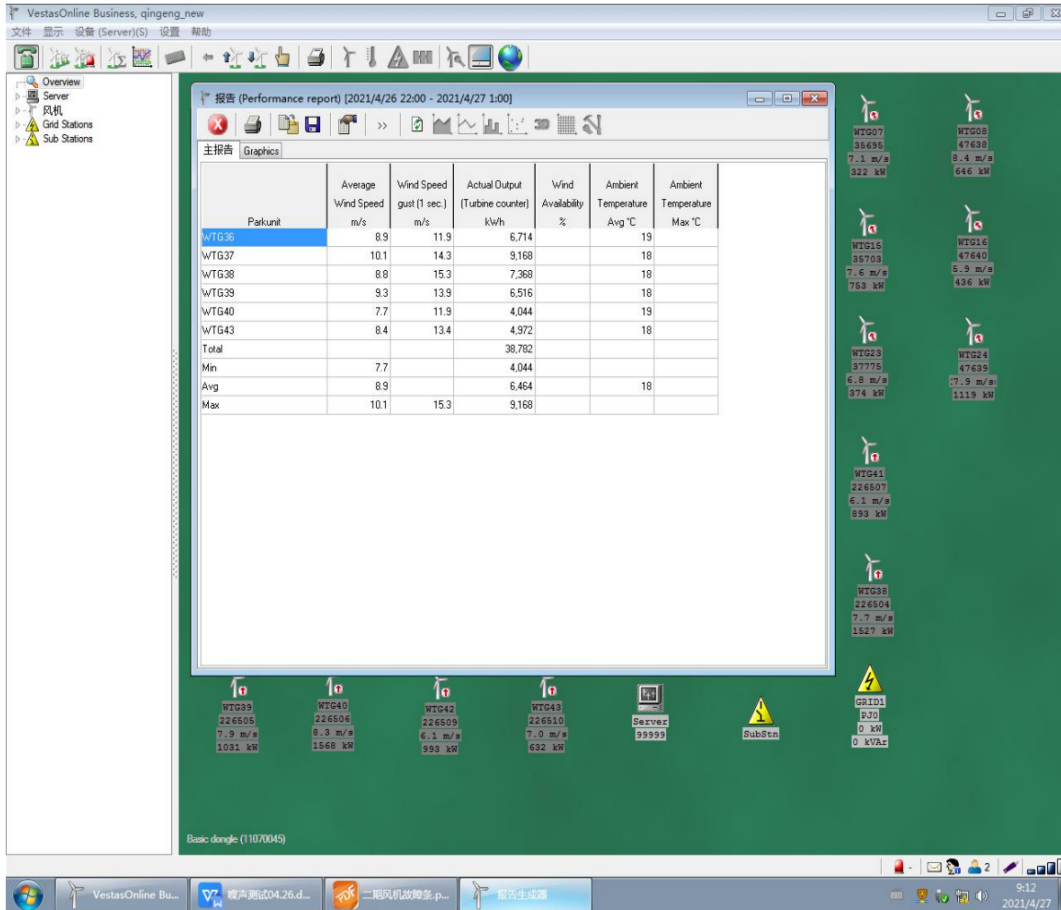 VestasOnline Business, qingeng_new
文件 显示 设备 (Server)(S) 设置 帮助
Overview
Server
风机
Grid Stations
Sub Stations
报告 (Performance report) [2021/4/26 22:00 - 2021/4/27 1:00]
主报告 Graphics
Parkunit Average Wind Speed m/s Wind Speed gust (1 sec.) m/s Actual Output (Turbine counter) kWh Wind Availability % Ambient Temperature Avg °C Ambient Temperature Max °C
WTG36 8.9 11.9 6,714 19
WTG37 10.1 14.3 9,168 18
WTG38 8.8 15.3 7,368 18
WTG39 9.3 13.9 6,516 18
WTG40 7.7 11.9 4,044 19
WTG43 8.4 13.4 4,972 18
Total 38,782
Min 7.7 4,044
Avg 8.9 6,464 18
Max 10.1 15.3 9,168
WTG07
35695
7.1 m/s
322 kW
WTG08
47638
8.4 m/s
646 kW
WTG15
35703
7.6 m/s
753 kW
WTG16
47640
5.9 m/s
436 kW
WTG23
37775
6.8 m/s
374 kW
WTG24
47639
7.9 m/s
1119 kW
WTG41
226507
6.1 m/s
893 kW
WTG38
226504
7.7 m/s
1527 kW
WTG39
226505
7.9 m/s
1031 kW
WTG40
226506
8.3 m/s
1568 kW
WTG42
226509
6.1 m/s
993 kW
WTG43
226510
7.0 m/s
632 kW
Server
99999
SubStn
GRID1
PJ0
0 kW
0 kVAr
Basic dongle (11070045)
2
VestasOnline Bu...
噪声测试04.26.d...
二期风机故障条.p...
报告生成器
9:12
2021/4/27